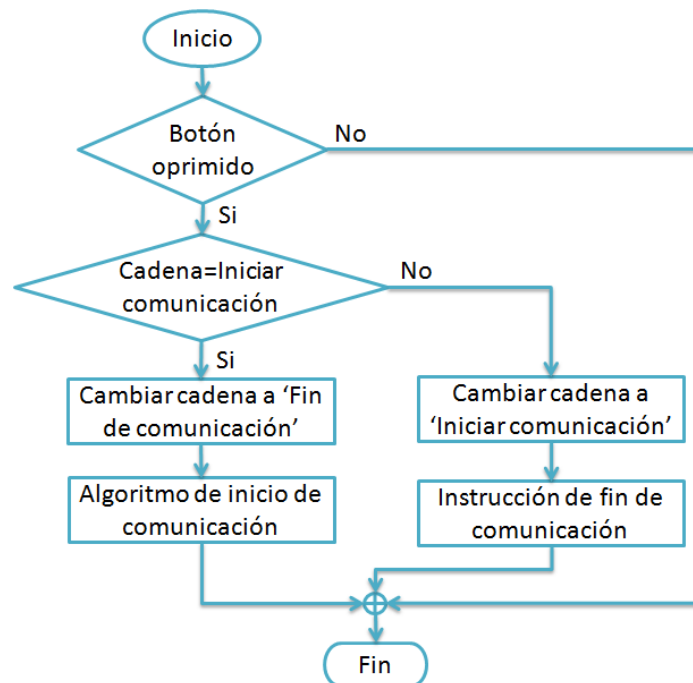 Inicio
Botón
oprimido
No
Si
Cadena=Iniciar
comunicación
No
Si
Cambiar cadena a ‘Fin
de comunicación’
Cambiar cadena a
‘Iniciar comunicación’
Algoritmo de inicio de
comunicación
Instrucción de fin de
comunicación
Fin